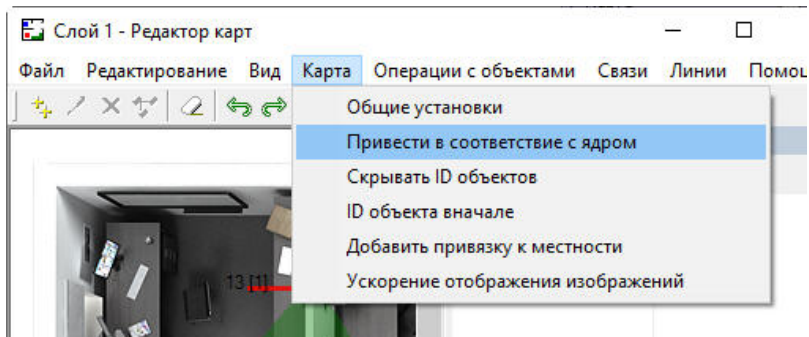 Слой 1 - Редактор карт
Файл Редактирование Вид Карта Операции с объектами Связи Линии Помощ
Общие установки
Привести в соответствие с ядром
Скрывать ID объектов
ID объекта вначале
Добавить привязку к местности
Ускорение отображения изображений
13 [1]